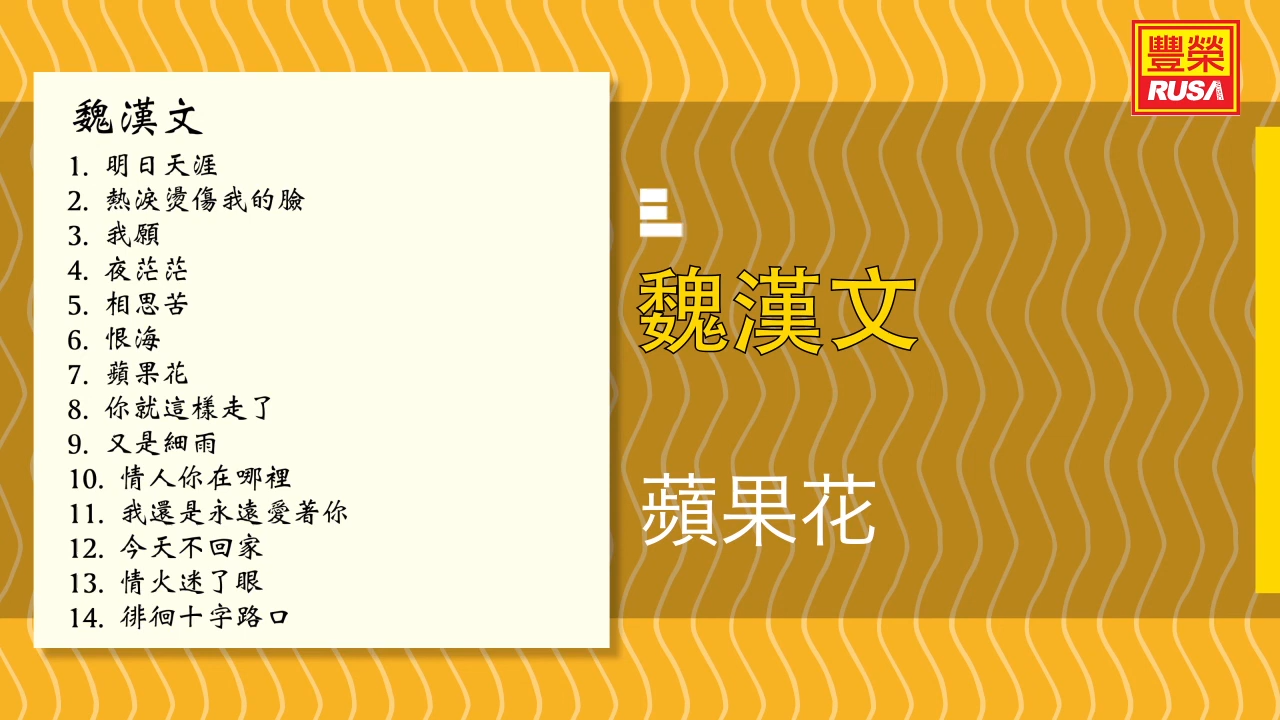 魏漢文
1. 明日天涯
2. 熱淚燙傷我的臉
3. 我願
4. 夜茫茫
5. 相思苦
6. 恨海
7. 蘋果花
8. 你就這樣走了
9. 又是細雨
10. 情人你在哪裡
11. 我還是永遠愛著你
12. 今天不回家
13. 情火迷了眼
14. 徘徊十字路口
豐榮
RUSA
魏漢文
蘋果花